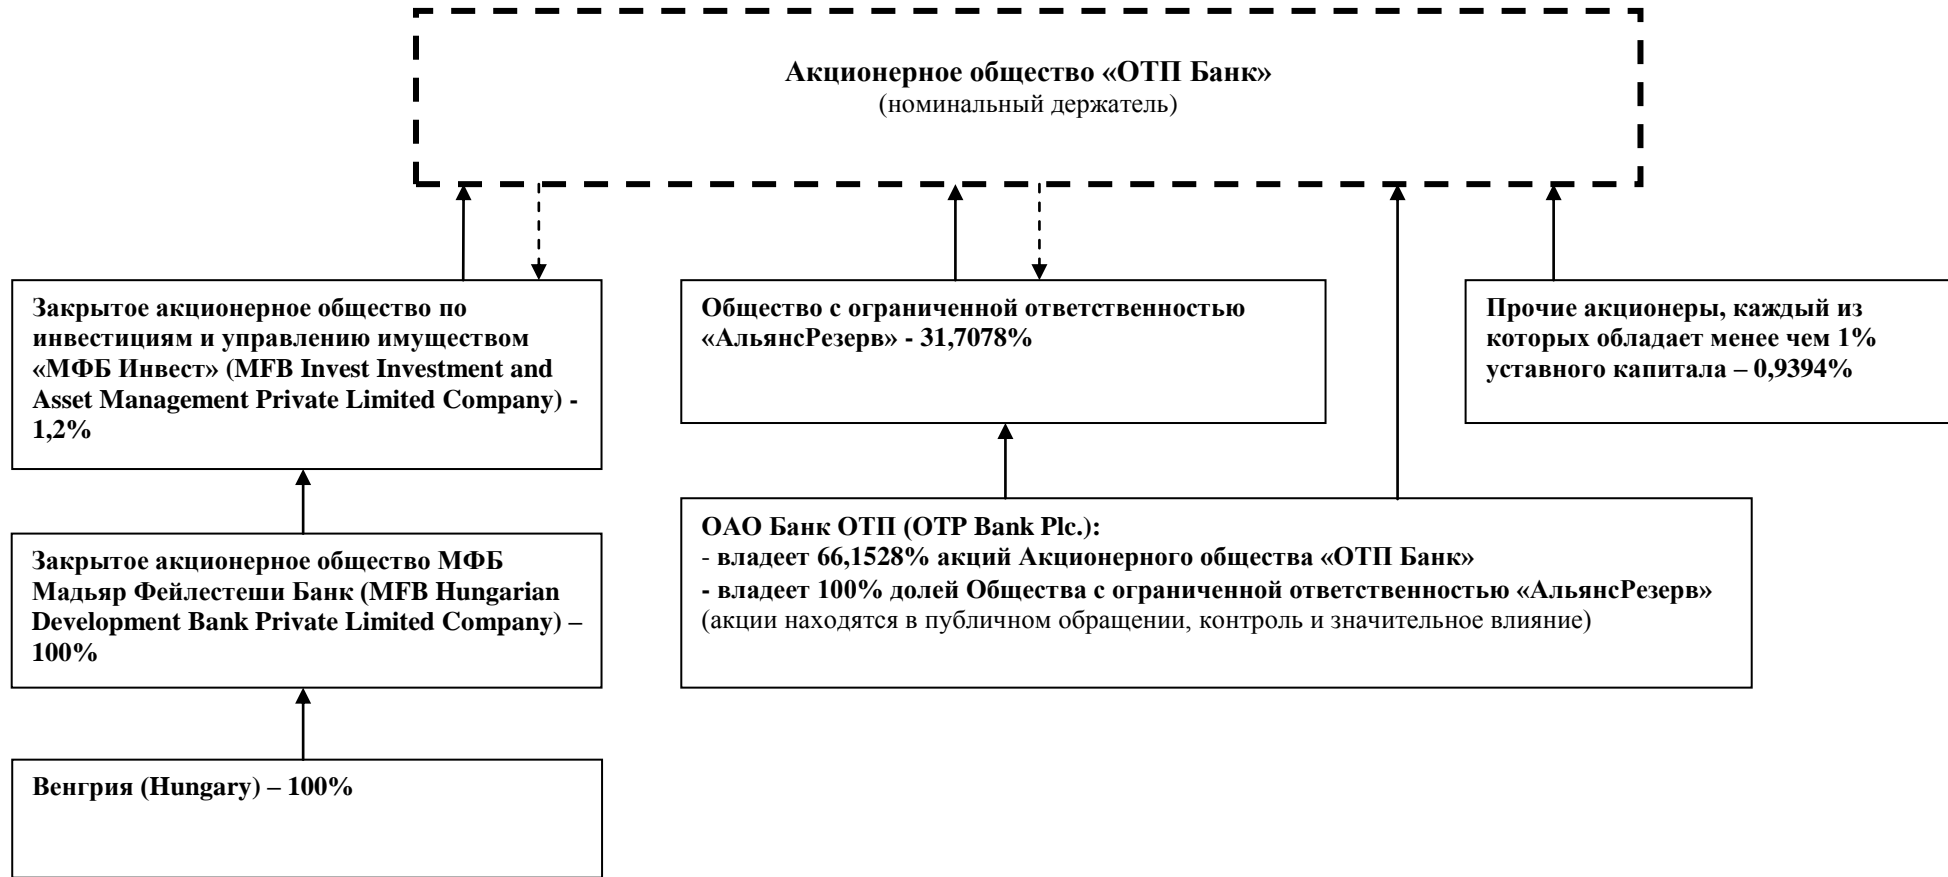 Акционерное общество «ОТП Банк»
(номинальный держатель)
Закрытое акционерное общество по
инвестициям и управлению имуществом
«МФБ Инвест» (MFB Invest Investment and
Asset Management Private Limited Company) -
1,2%
Общество с ограниченной ответственностью
«АльянсРезерв» - 31,7078%
Прочие акционеры, каждый из
которых обладает менее чем 1%
уставного капитала – 0,9394%
Закрытое акционерное общество МФБ
Мадьяр Фейлестеши Банк (MFB Hungarian
Development Bank Private Limited Company) –
100%
ОАО Банк ОТП (OTP Bank Plc.):
- владеет 66,1528% акций Акционерного общества «ОТП Банк»
- владеет 100% долей Общества с ограниченной ответственностью «АльянсРезерв»
(акции находятся в публичном обращении, контроль и значительное влияние)
Венгрия (Hungary) – 100%